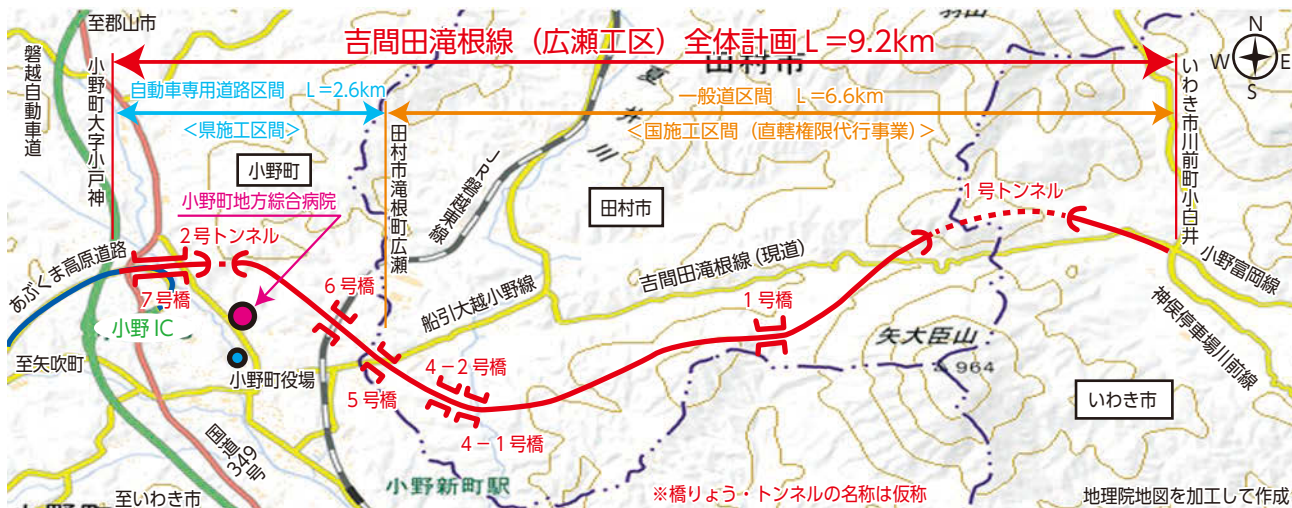 至郡山市
羽山
N
吉間田滝根線（広瀬工区）全体計画 L＝9.2km
W
E
S
田村市
磐越自動車道
小野町大字小戸神
自動車専用道路区間　L＝2.6km
一般道区間　L＝6.6km
いわき市川前町小白井
夏井川
＜県施工区間＞
＜国施工区間（直轄権限代行事業）＞
田村市滝根町広瀬
JR磐越東線
小野町
小野町地方綜合病院
田村市
1号トンネル
2号トンネル
あぶくま高原道路
吉間田滝根線（現道）
小野富岡線
7号橋
6号橋
船引大越小野線
1号橋
神俣停車場川前線
小野IC
矢大臣山
964
至矢吹町
小野町役場
5号橋
4－2号橋
いわき市
4－1号橋
国道349号
小野新町駅
至いわき市
※橋りょう・トンネルの名称は仮称
地理院地図を加工して作成